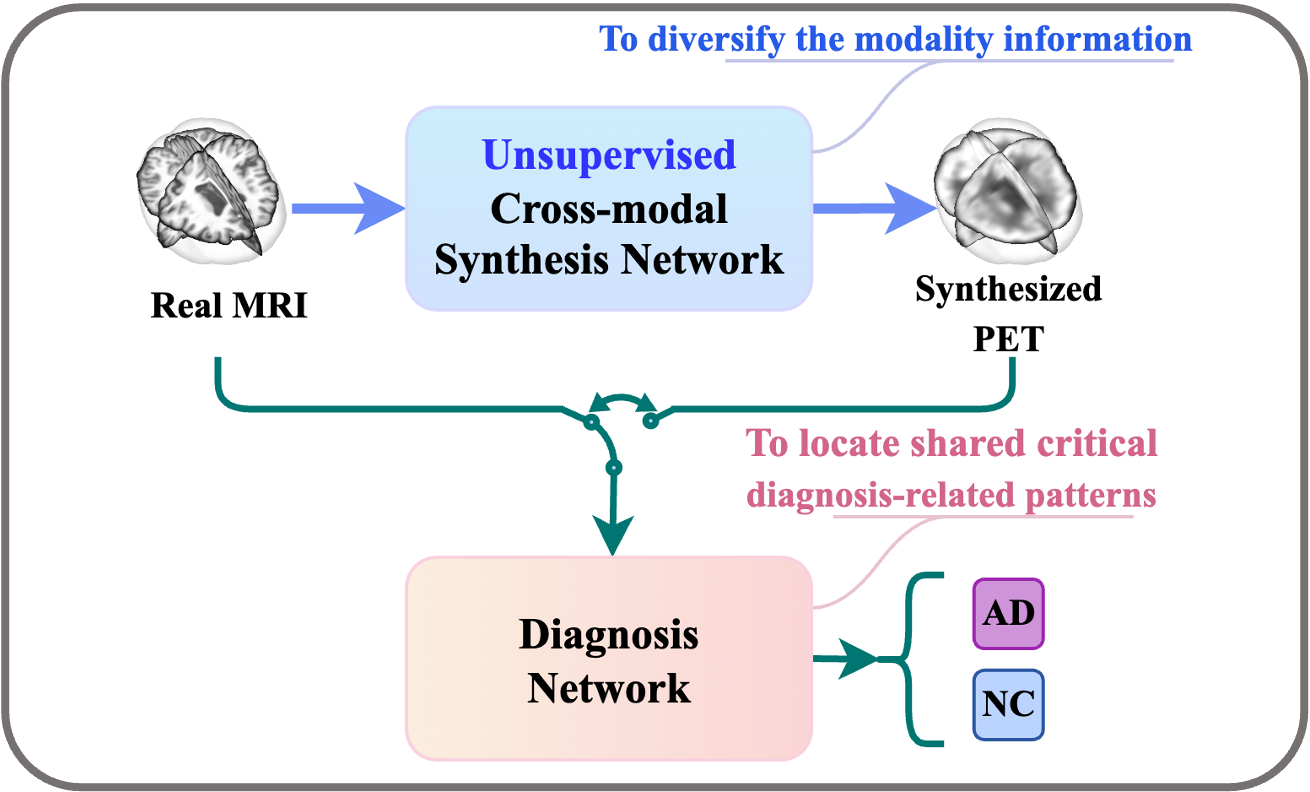 To diversify the modality information
Unsupervised
Cross-modal
Synthesis Network
Real MRI
Synthesized
PET
To locate shared critical
diagnosis-related patterns
Diagnosis
Network
AD
NC